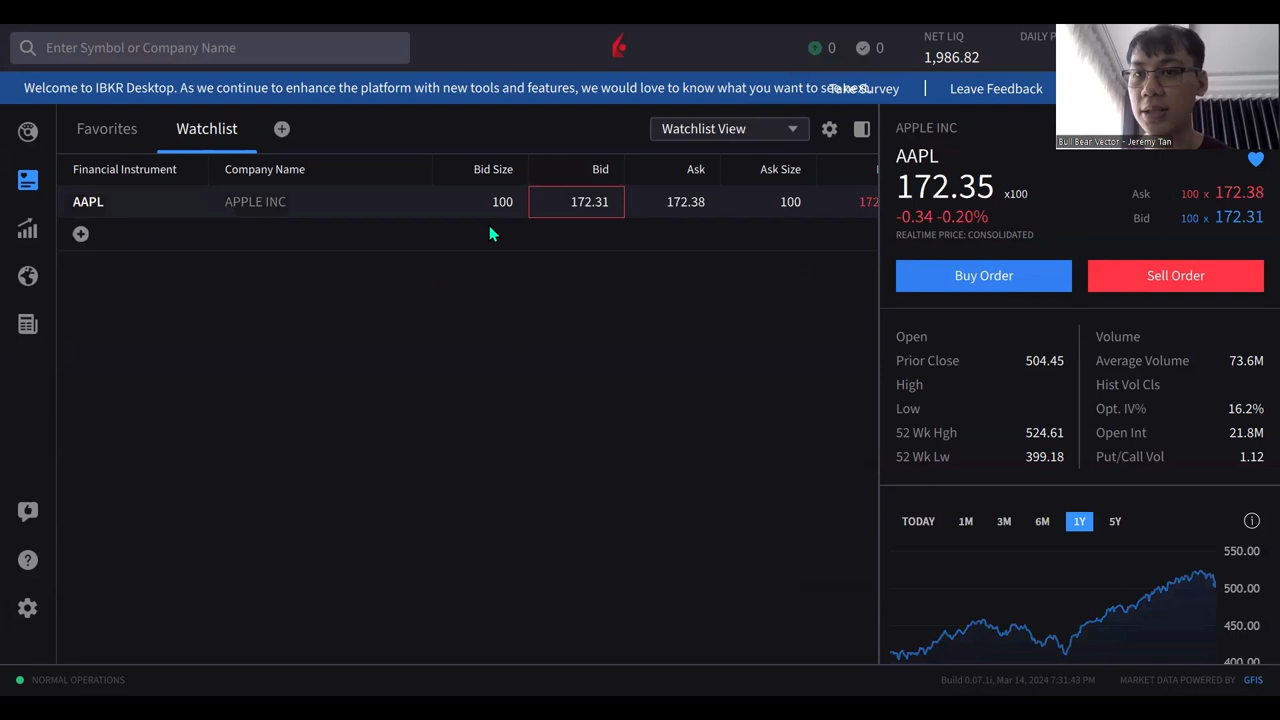 Enter Symbol or Company Name
0
0
NET LIQ
1,986.82
DAILY P
Welcome to IBKR Desktop. As we continue to enhance the platform with new tools and features, we would love to know what you want to see next.
Take Survey
Leave Feedback
Bull Bear Vector - Jeremy Tan
Favorites
Watchlist
Watchlist View
Financial Instrument Company Name Bid Size Bid Ask Ask Size
AAPL APPLE INC 100 172.31 172.38 100 172
APPLE INC
AAPL
172.35 x100
-0.34 -0.20%
REALTIME PRICE: CONSOLIDATED
Ask 100 x 172.38
Bid 100 x 172.31
Buy Order
Sell Order
Open
Prior Close 504.45
High
Low
52 Wk Hgh 524.61
52 Wk Lw 399.18
Volume
Average Volume 73.6M
Hist Vol Cls
Opt. IV% 16.2%
Open Int 21.8M
Put/Call Vol 1.12
TODAY 1M 3M 6M 1Y 5Y
550.00
500.00
450.00
400.00
NORMAL OPERATIONS
Build 0.07.1i, Mar 14, 2024 7:31:43 PM
MARKET DATA POWERED BY GFIS